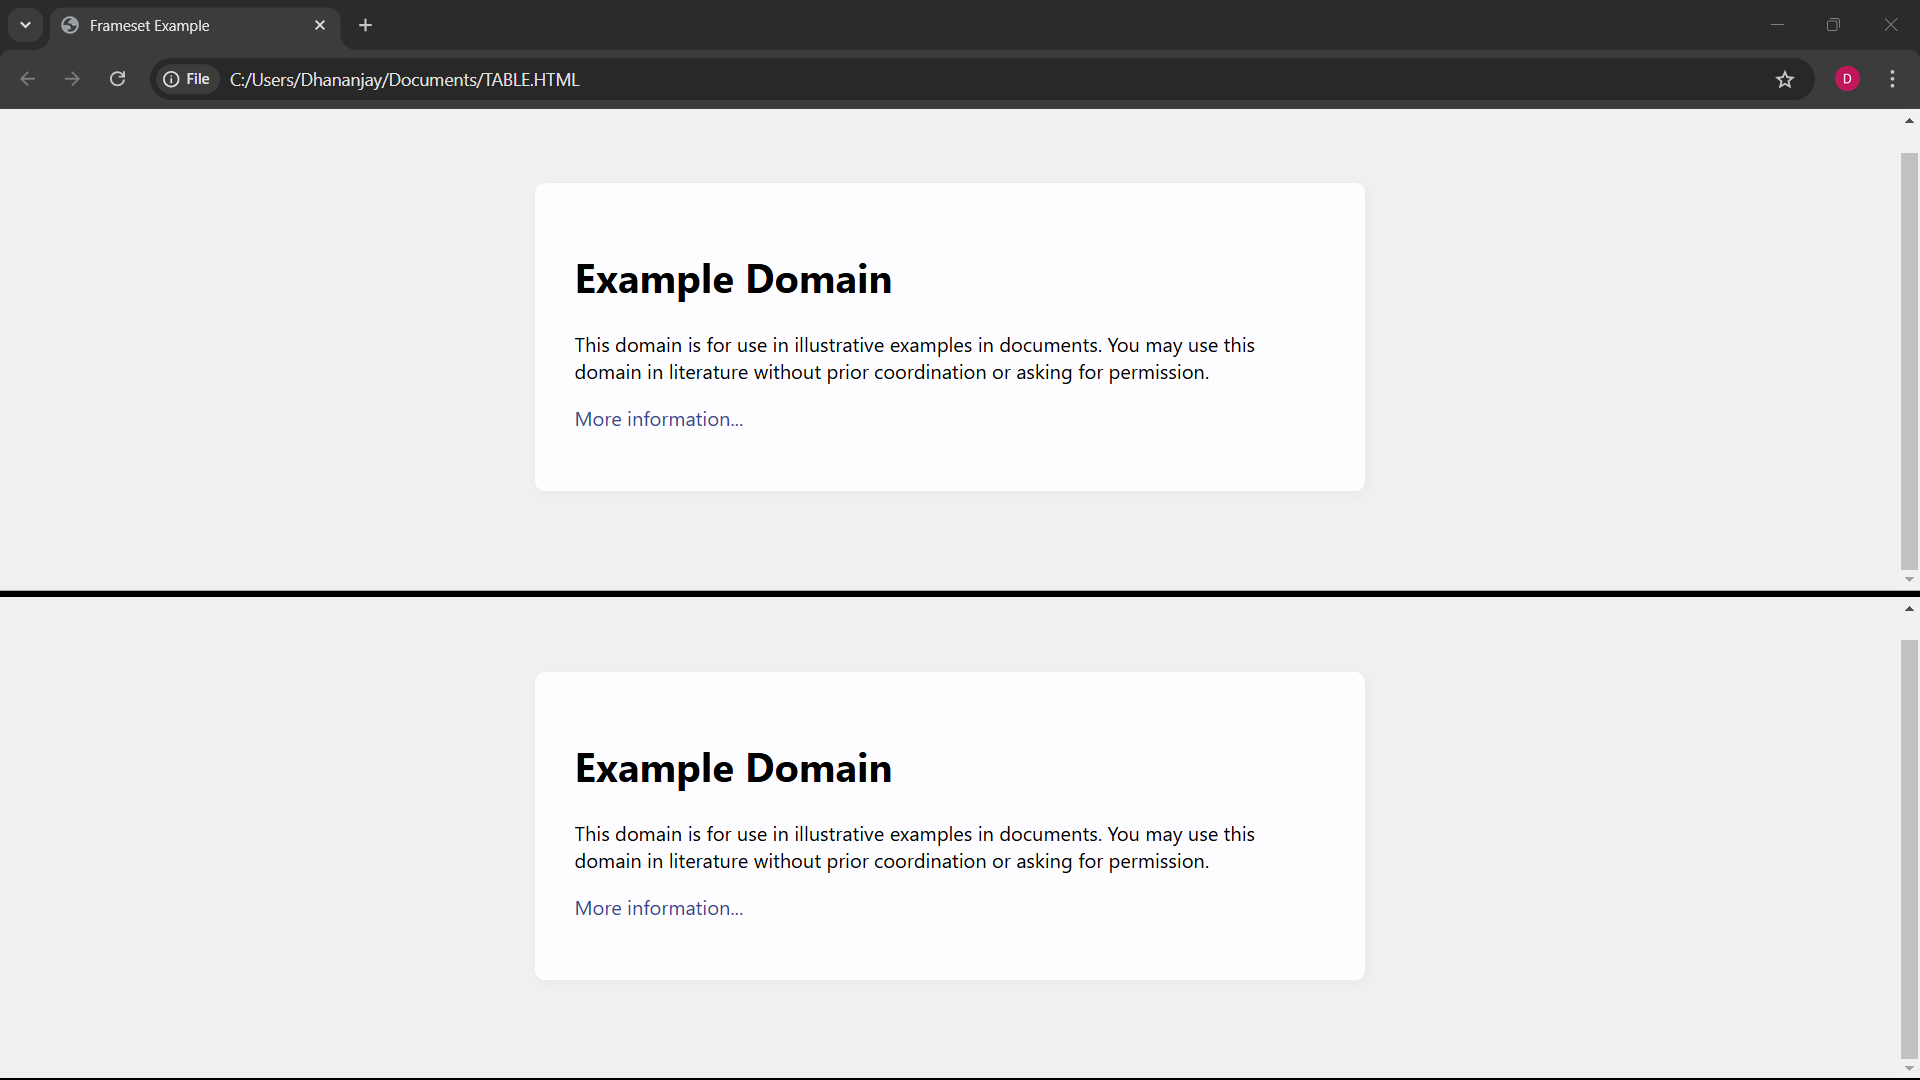 Frameset Example
File C:/Users/Dhananjay/Documents/TABLE.HTML
D
Example Domain
This domain is for use in illustrative examples in documents. You may use this
domain in literature without prior coordination or asking for permission.
More information...
Example Domain
This domain is for use in illustrative examples in documents. You may use this
domain in literature without prior coordination or asking for permission.
More information...